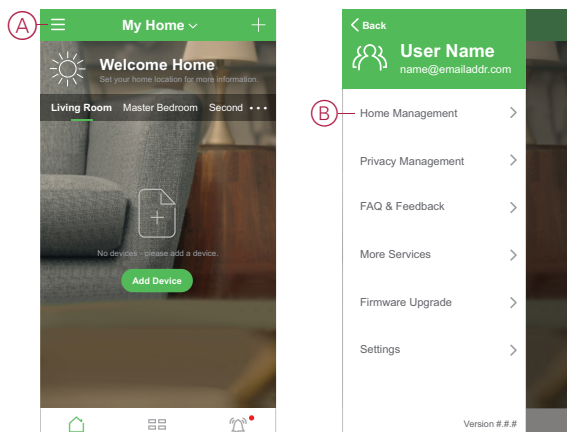 A
My Home
Welcome Home
Set your home location for more information.
Living Room Master Bedroom Second
No devices - please add a device.
Add Device
Back
User Name
name@emailaddr.com
B
Home Management
Privacy Management
FAQ & Feedback
More Services
Firmware Upgrade
Settings
Version #.#.#